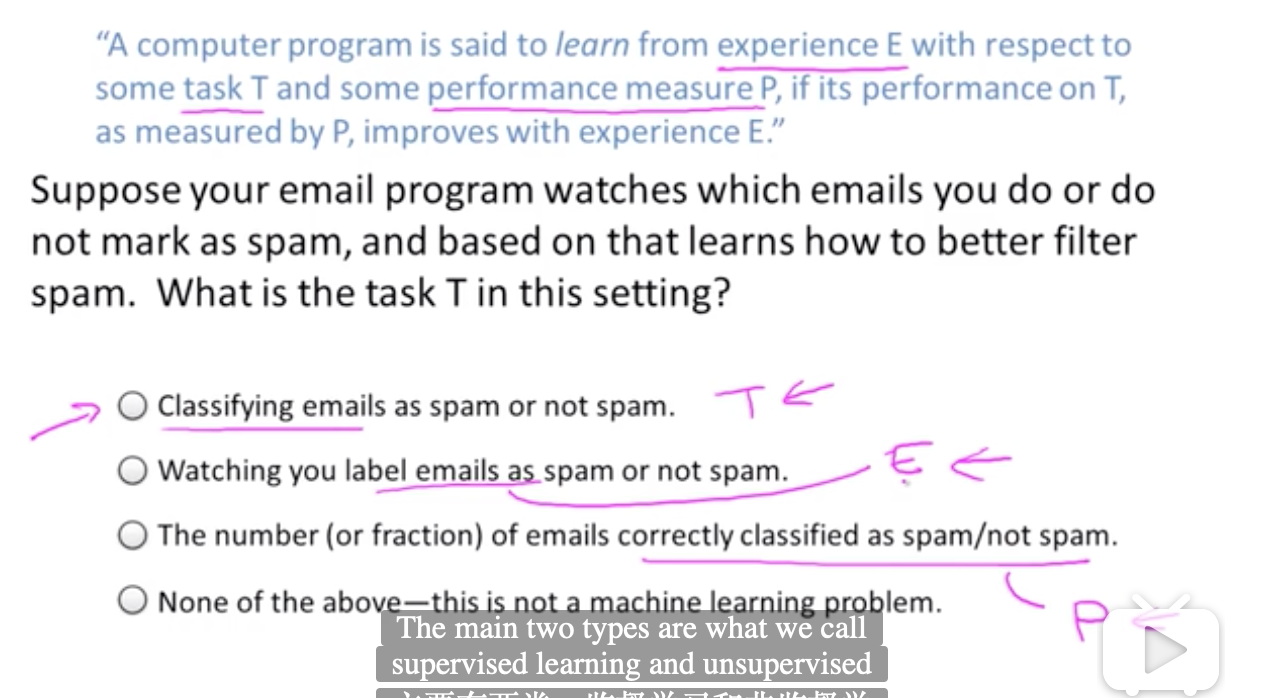 “A computer program is said to learn from experience E with respect to
some task T and some performance measure P, if its performance on T,
as measured by P, improves with experience E.”
Suppose your email program watches which emails you do or do
not mark as spam, and based on that learns how to better filter
spam. What is the task T in this setting?
Classifying emails as spam or not spam. T ←
Watching you label emails as spam or not spam. E ←
The number (or fraction) of emails correctly classified as spam/not spam.
None of the above—this is not a machine learning problem.
P ←
The main two types are what we call
supervised learning and unsupervised